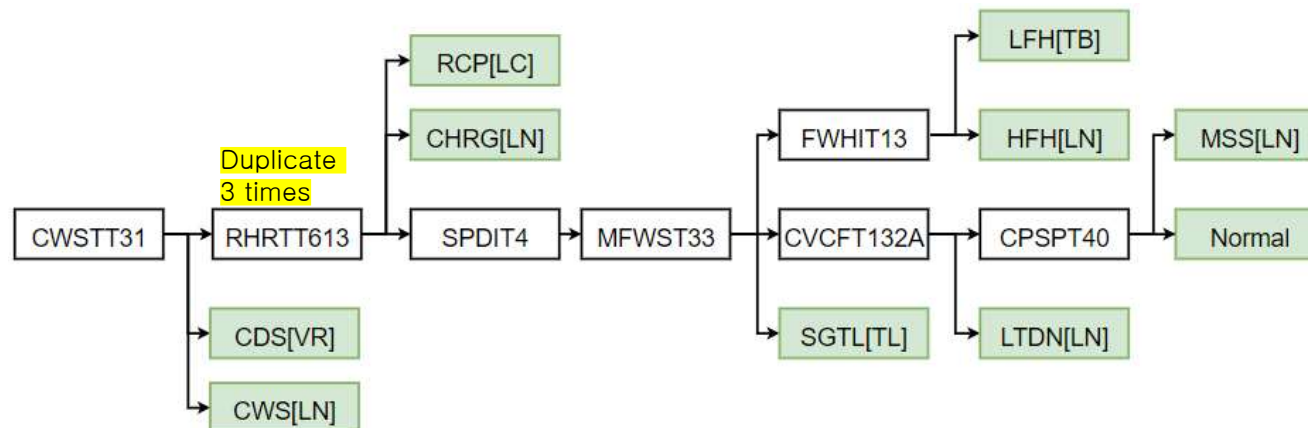 LFH[TB]
RCP[LC]
CHRG[LN]
FWHIT13
HFH[LN]
MSS[LN]
Duplicate
3 times
CWSTT31
RHRTT613
SPDIT4
MFWST33
CVCFT132A
CPSPT40
Normal
CDS[VR]
SGTL[TL]
LTDN[LN]
CWS[LN]